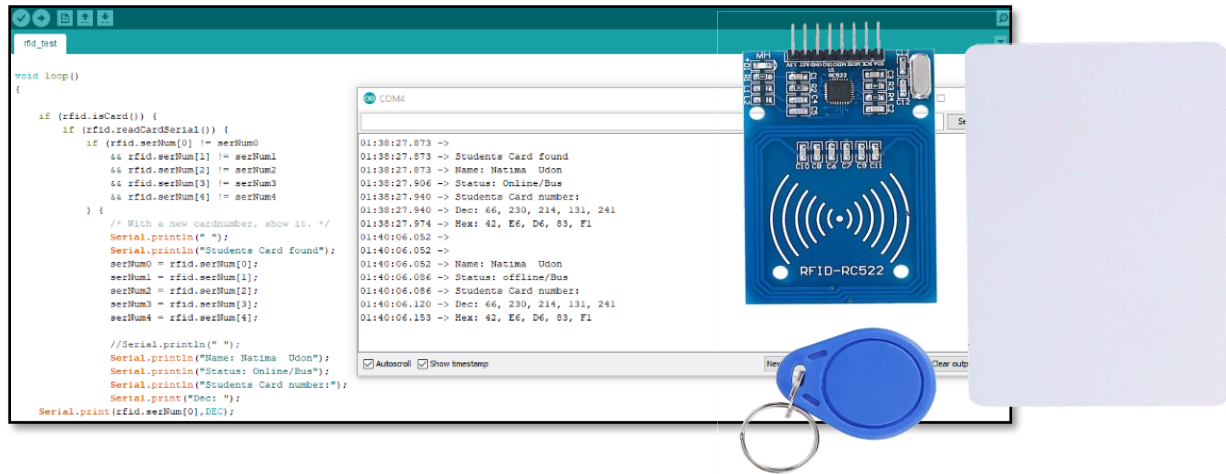 rfid_test
void loop()
{
if (rfid.isCard()) {
if (rfid.readCardSerial()) {
if (rfid.serNum[0] != serNum0
&& rfid.serNum[1] != serNum1
&& rfid.serNum[2] != serNum2
&& rfid.serNum[3] != serNum3
&& rfid.serNum[4] != serNum4
) {
/* With a new cardnumber, show it. */
Serial.println(" ");
Serial.println("Students Card found");
serNum0 = rfid.serNum[0];
serNum1 = rfid.serNum[1];
serNum2 = rfid.serNum[2];
serNum3 = rfid.serNum[3];
serNum4 = rfid.serNum[4];
//Serial.println(" ");
Serial.println("Name: Natima  Udon");
Serial.println("Status: Online/Bus");
Serial.println("Students Card number:");
Serial.print("Dec: ");
Serial.print(rfid.serNum[0],DEC);
COM4
01:38:27.873 ->
01:38:27.873 -> Students Card found
01:38:27.873 -> Name: Natima  Udon
01:38:27.906 -> Status: Online/Bus
01:38:27.940 -> Students Card number:
01:38:27.940 -> Dec: 66, 230, 214, 131, 241
01:38:27.974 -> Hex: 42, E6, D6, 83, F1
01:40:06.052 ->
01:40:06.052 ->
01:40:06.052 -> Name: Natima  Udon
01:40:06.086 -> Status: offline/Bus
01:40:06.086 -> Students Card number:
01:40:06.120 -> Dec: 66, 230, 214, 131, 241
01:40:06.153 -> Hex: 42, E6, D6, 83, F1
Autoscroll Show timestamp
Clear outp
MH
RC522
C10 C8 C6 C7 C9 C11
RFID-RC522